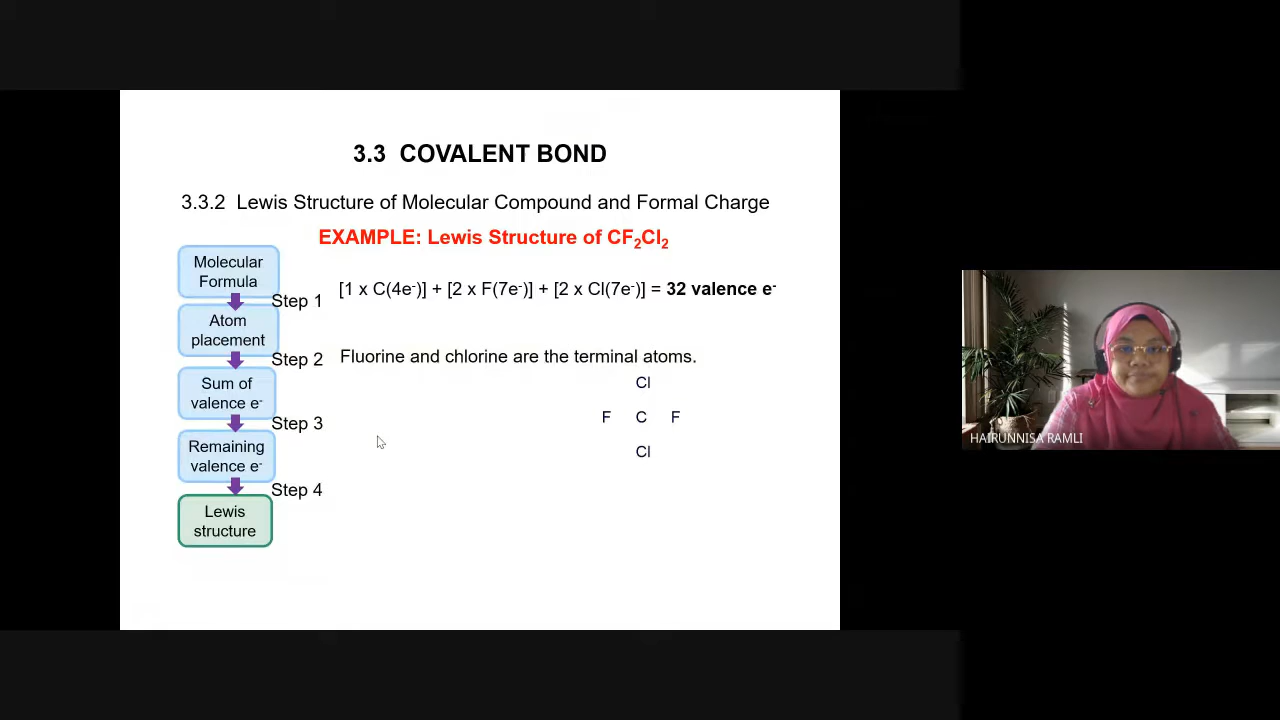 3.3 COVALENT BOND
3.3.2 Lewis Structure of Molecular Compound and Formal Charge
EXAMPLE: Lewis Structure of CF₂Cl₂
Molecular
Formula
Step 1
[1 x C(4e⁻)] + [2 x F(7e⁻)] + [2 x Cl(7e⁻)] = 32 valence e⁻
Atom
placement
Step 2
Fluorine and chlorine are the terminal atoms.
Cl
F C F
Cl
Sum of
valence e⁻
Step 3
Remaining
valence e⁻
Step 4
Lewis
structure
HAIRUNNISA RAMLI